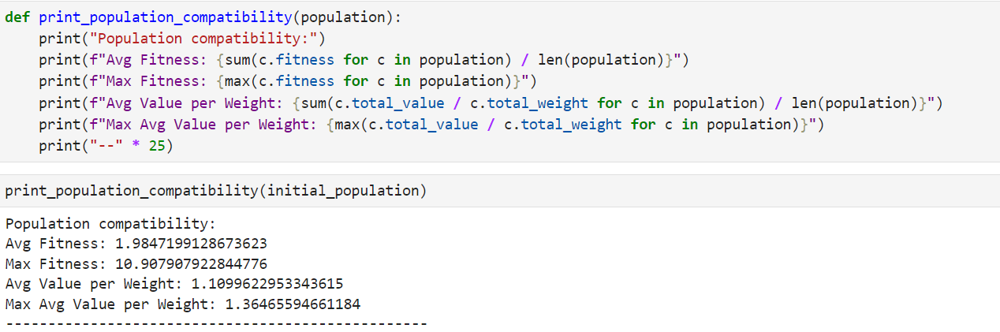 def print_population_compatibility(population):
    print("Population compatibility:")
    print(f"Avg Fitness: {sum(c.fitness for c in population) / len(population)}")
    print(f"Max Fitness: {max(c.fitness for c in population)}")
    print(f"Avg Value per Weight: {sum(c.total_value / c.total_weight for c in population) / len(population)}")
    print(f"Max Avg Value per Weight: {max(c.total_value / c.total_weight for c in population)}")
    print("--" * 25)
print_population_compatibility(initial_population)
Population compatibility:
Avg Fitness: 1.9847199128673623
Max Fitness: 10.907907922844776
Avg Value per Weight: 1.1099622953343615
Max Avg Value per Weight: 1.36465594661184
--------------------------------------------------